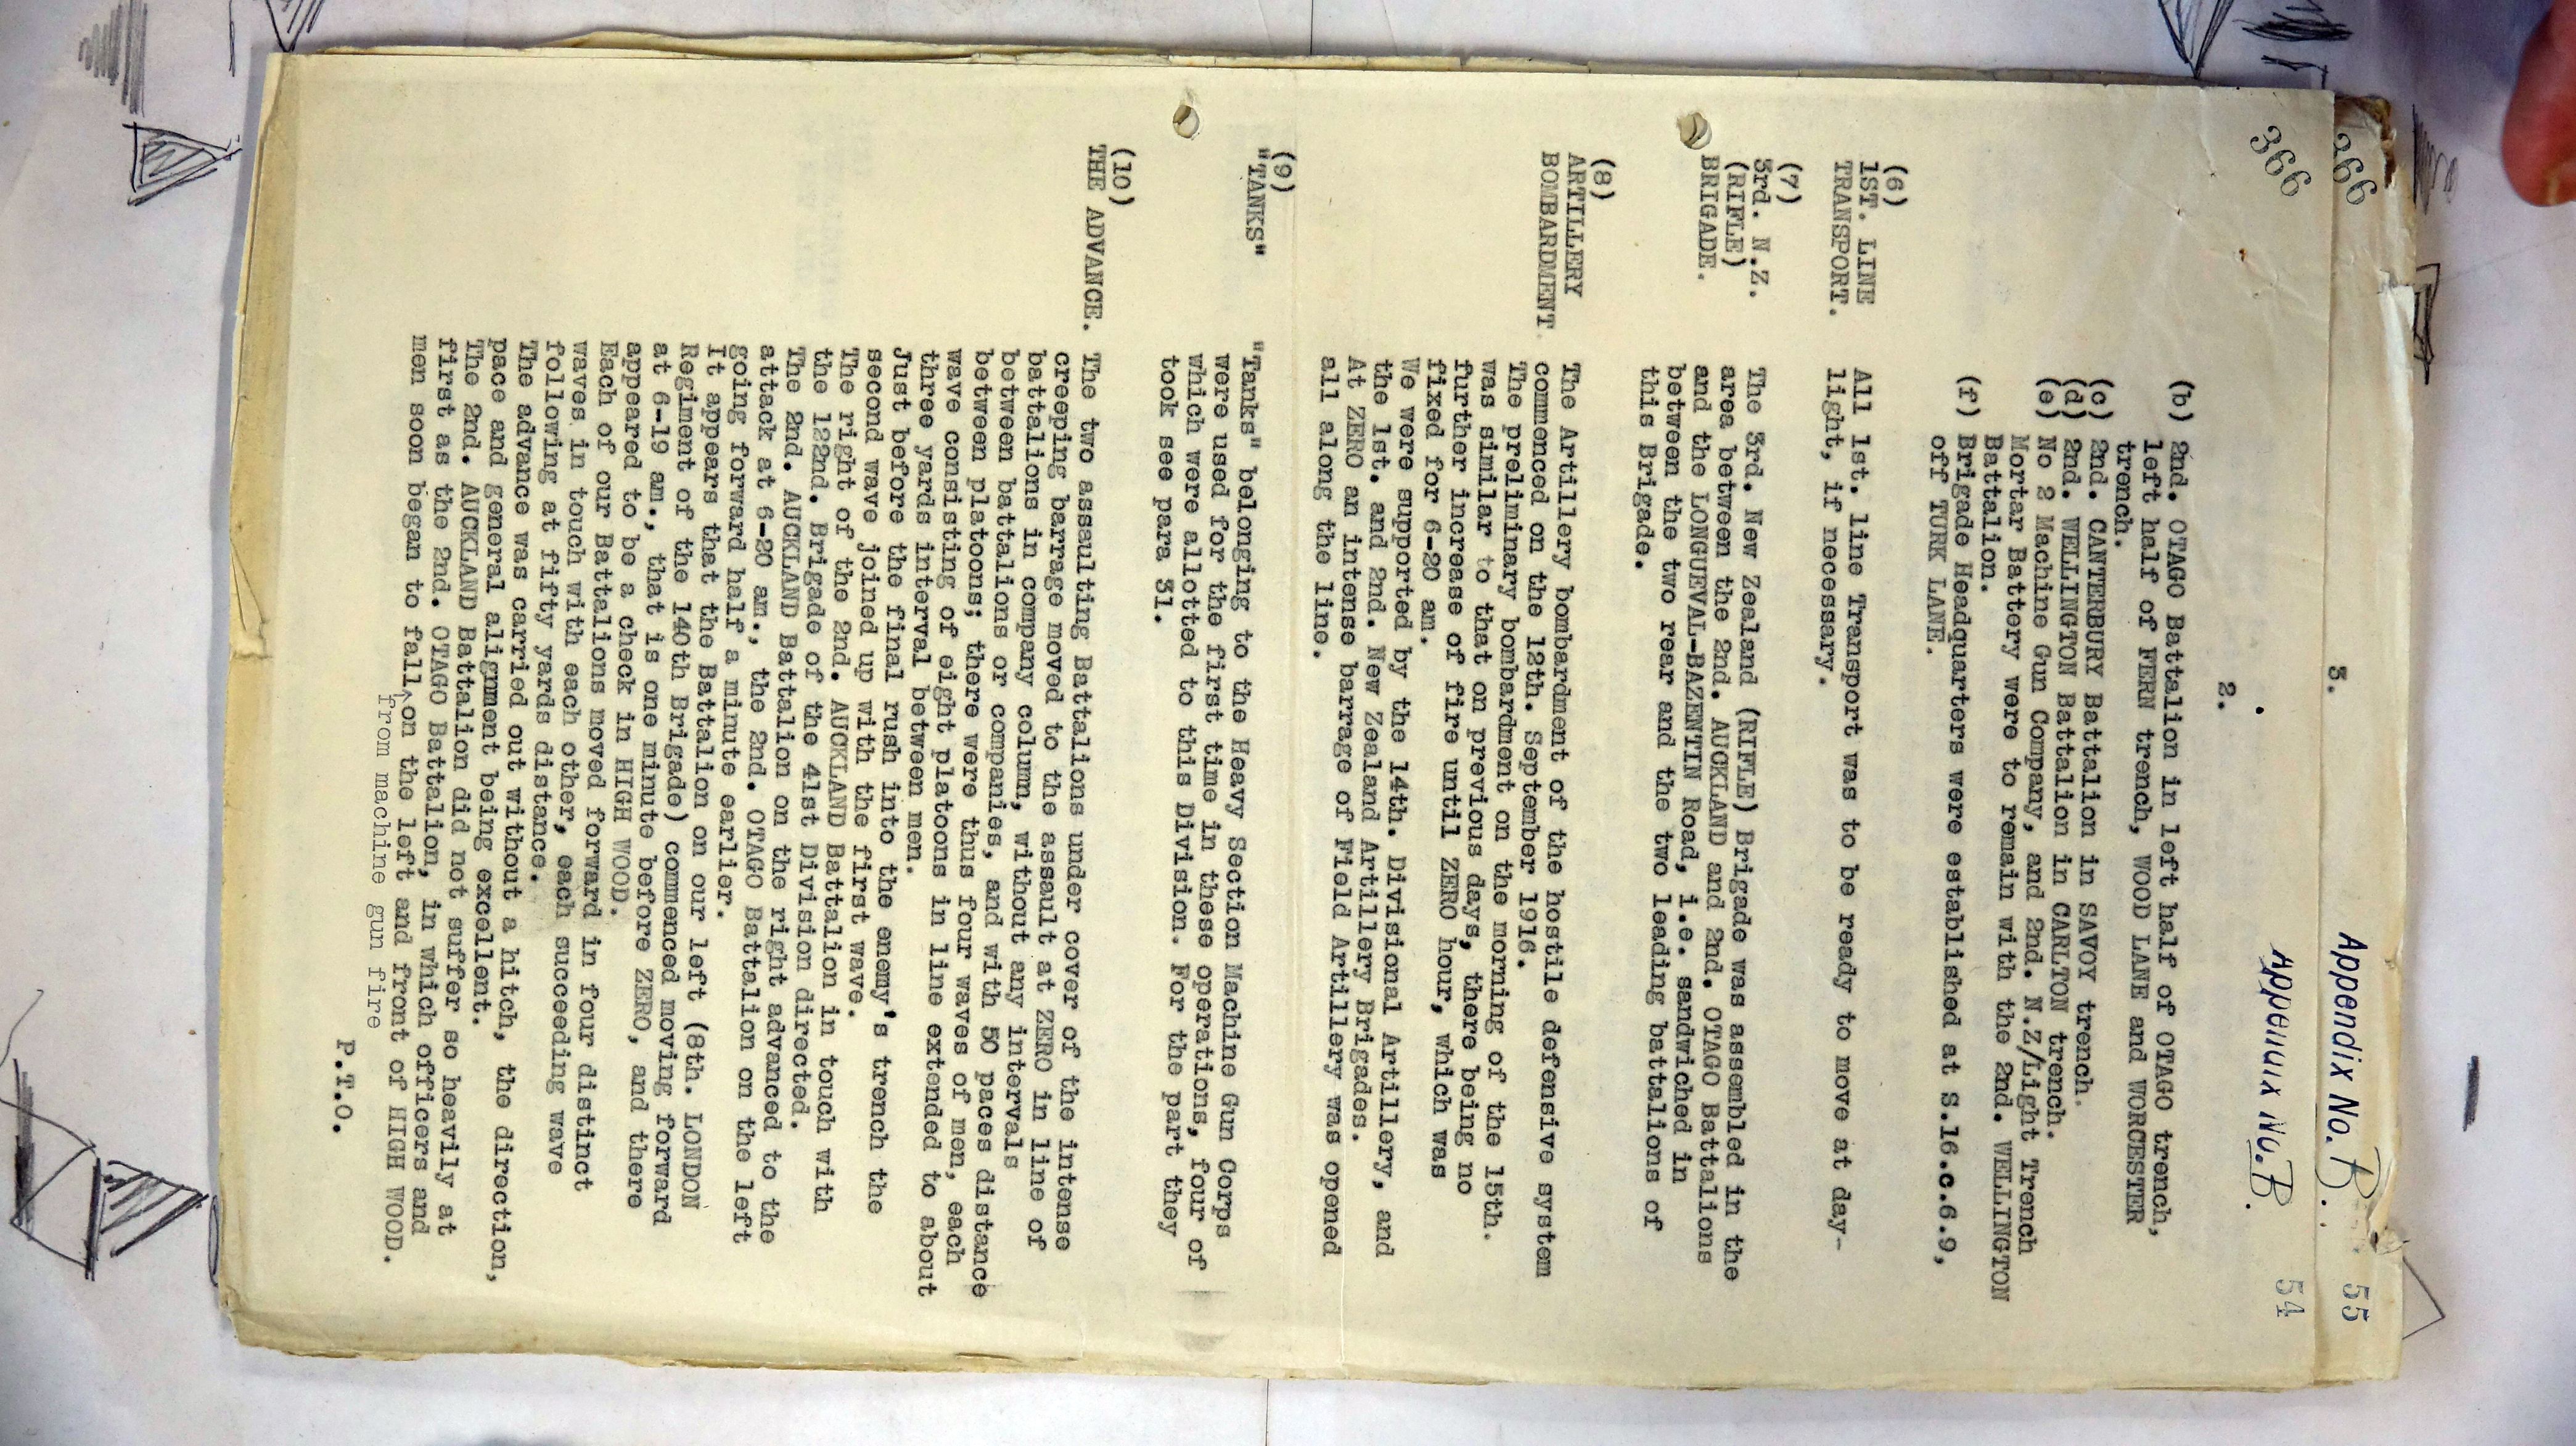 366
3.
Appendix No. B.
55
366
2.
Appendix No. B.
54
(b) 2nd. OTAGO Battalion in left half of OTAGO trench,
left half of FERN trench, WOOD LANE and WORCESTER
trench.
(c) 2nd. CANTERBURY Battalion in SAVOY trench.
(d) 2nd. WELLINGTON Battalion in CARLTON trench.
(e) No 2 Machine Gun Company, and 2nd. N.Z/Light Trench
Mortar Battery were to remain with the 2nd. WELLINGTON
Battalion.
(f) Brigade Headquarters were established at S.16.c.6.9,
off TURK LANE.
(6)
1ST. LINE
TRANSPORT.
All 1st. line Transport was to be ready to move at day-
light, if necessary.
(7)
3rd. N.Z.
(RIFLE)
BRIGADE.
The 3rd. New Zealand (RIFLE) Brigade was assembled in the
area between the 2nd. AUCKLAND and 2nd. OTAGO Battalions
and the LONGUEVAL-BAZENTIN Road, i.e. sandwiched in
between the two rear and the two leading battalions of
this Brigade.
(8)
ARTILLERY
BOMBARDMENT
The Artillery bombardment of the hostile defensive system
commenced on the 12th. September 1916.
The preliminary bombardment on the morning of the 15th.
was similar to that on previous days, there being no
further increase of fire until ZERO hour, which was
fixed for 6-20 am.
We were supported by the 14th. Divisional Artillery, and
the 1st. and 2nd. New Zealand Artillery Brigades.
At ZERO an intense barrage of Field Artillery was opened
all along the line.
(9)
"TANKS"
"Tanks" belonging to the Heavy Section Machine Gun Corps
were used for the first time in these operations, four of
which were allotted to this Division. For the part they
took see para 31.
(10)
THE ADVANCE.
The two assaulting Battalions under cover of the intense
creeping barrage moved to the assault at ZERO in line of
battalions in company column, without any intervals
between battalions or companies, and with 50 paces distance
between platoons; there were thus four waves of men, each
wave consisting of eight platoons in line extended to about
three yards interval between men.
Just before the final rush into the enemy's trench the
second wave joined up with the first wave.
The right of the 2nd. AUCKLAND Battalion in touch with
the 122nd. Brigade of the 41st Division directed.
The 2nd. AUCKLAND Battalion on the right advanced to the
attack at 6-20 am., the 2nd. OTAGO Battalion on the left
going forward half a minute earlier.
It appears that the Battalion on our left (8th. LONDON
Regiment of the 140th Brigade) commenced moving forward
at 6-19 am., that is one minute before ZERO, and there
appeared to be a check in HIGH WOOD.
Each of our Battalions moved forward in four distinct
waves in touch with each other, each succeeding wave
following at fifty yards distance.
The advance was carried out without a hitch, the direction,
pace and general alignment being excellent.
The 2nd. AUCKLAND Battalion did not suffer so heavily at
first as the 2nd. OTAGO Battalion, in which officers and
men soon began to fall^on the left and front of HIGH WOOD.
from machine gun fire
P.T.O.